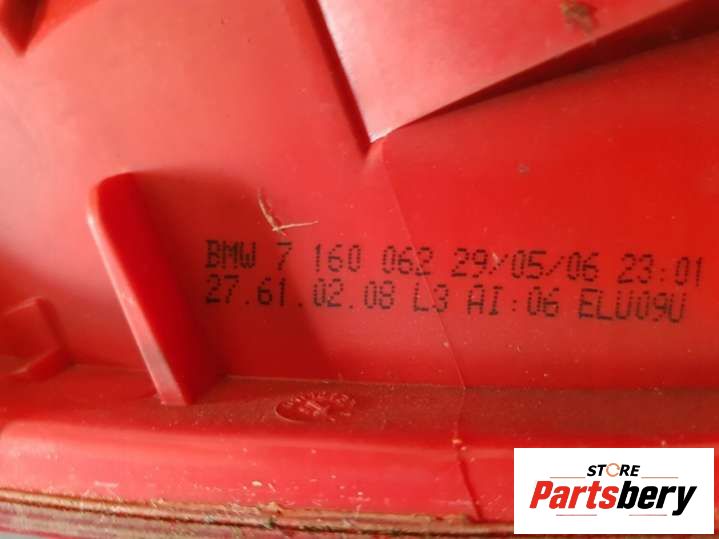 BMW 7 160 062 29/05/06 23:01
27.61.02.08 L3 AI:06 ELU09U
STORE
Partsbery